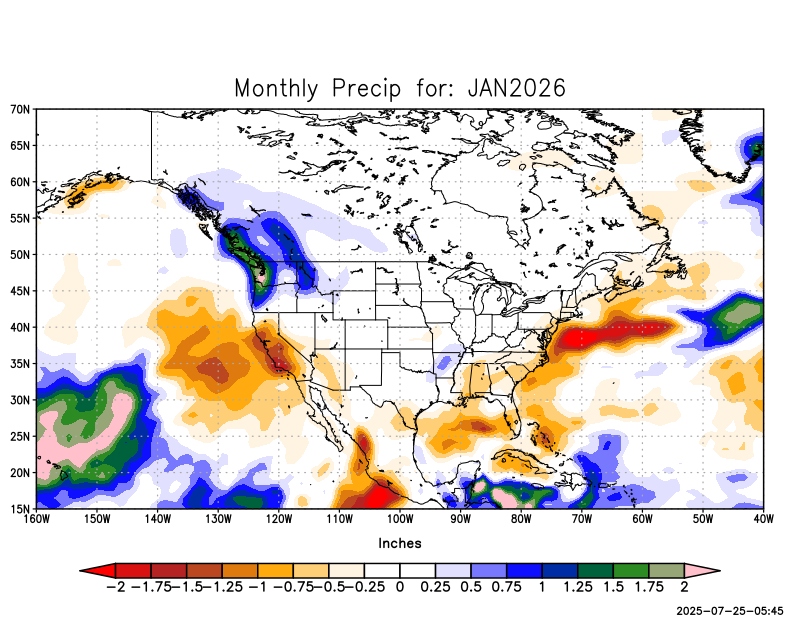 Monthly Precip for: JAN2026
70N
65N
60N
55N
50N
45N
40N
35N
30N
25N
20N
15N
160W 150W 140W 130W 120W 110W 100W 90W 80W 70W 60W 50W 40W
Inches
-2 -1.75 -1.5 -1.25 -1 -0.75 -0.5 -0.25 0 0.25 0.5 0.75 1 1.25 1.5 1.75 2
2025-07-25-05:45